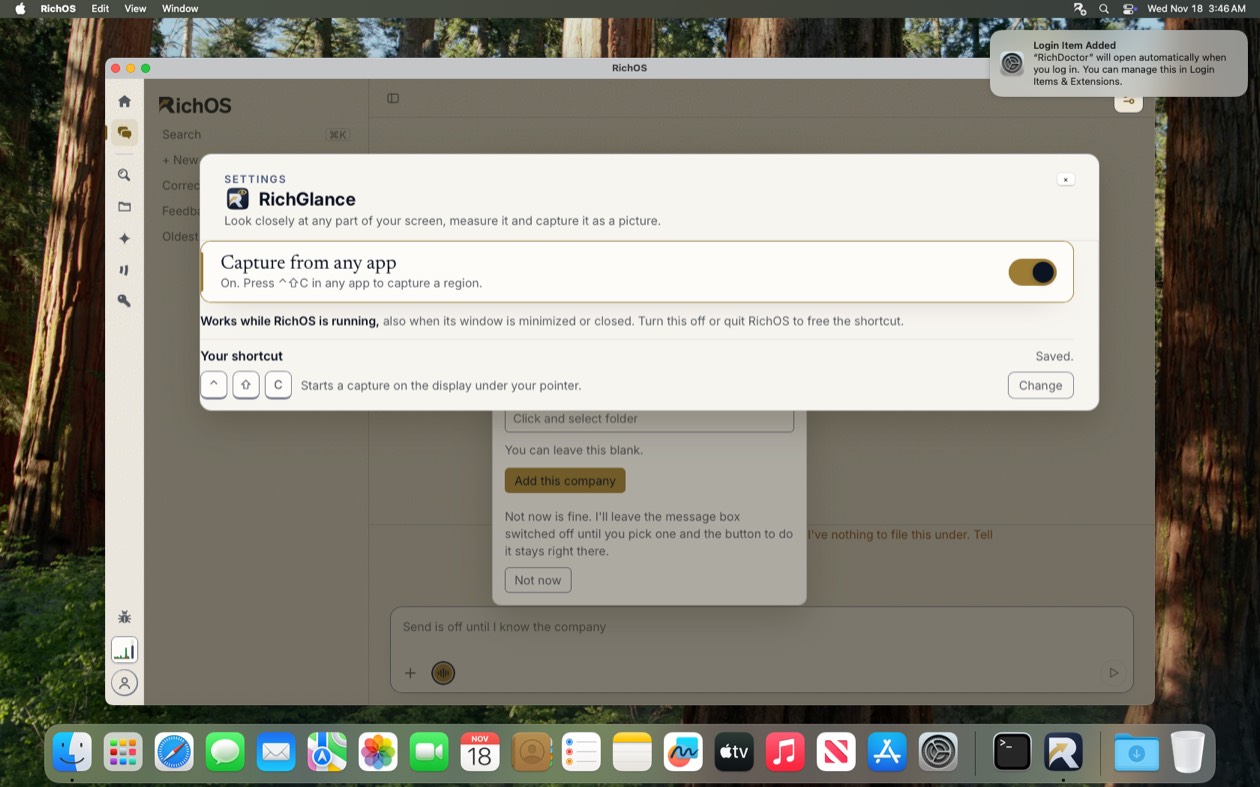 RichOS Edit View Window
Wed Nov 18 3:46 AM
Login Item Added
"RichDoctor" will open automatically when
you log in. You can manage this in Login
Items & Extensions.
RichOS
RichOS
Search ⌘K
+ New
Correc
Feedba
Oldest
SETTINGS
RichGlance
Look closely at any part of your screen, measure it and capture it as a picture.
Capture from any app
On. Press ^⇧C in any app to capture a region.
Works while RichOS is running, also when its window is minimized or closed. Turn this off or quit RichOS to free the shortcut.
Your shortcut
Saved.
^ ⇧ C Starts a capture on the display under your pointer.
Change
Click and select folder
You can leave this blank.
Add this company
Not now is fine. I'll leave the message box
switched off until you pick one and the button to do
it stays right there.
I've nothing to file this under. Tell
Not now
Send is off until I know the company
NOV
18
tv